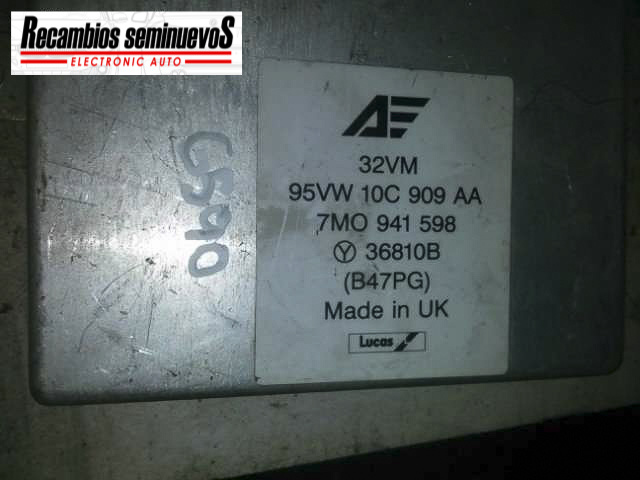 Recambios seminuevoS
ELECTRONIC AUTO
AE
32VM
95VW 10C 909 AA
7MO 941 598
Y 36810B
(B47PG)
Made in UK
Lucas
G590